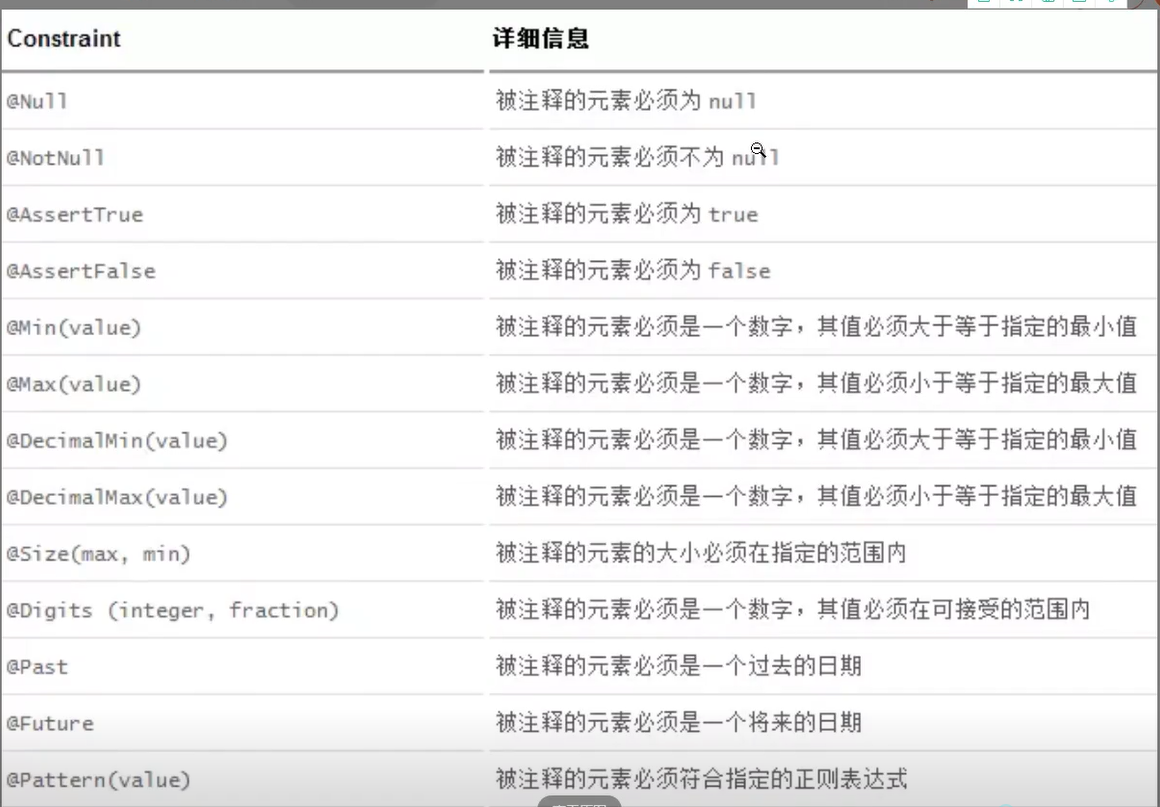 Constraint 详细信息
@Null 被注释的元素必须为 null
@NotNull 被注释的元素必须不为 null
@AssertTrue 被注释的元素必须为 true
@AssertFalse 被注释的元素必须为 false
@Min(value) 被注释的元素必须是一个数字，其值必须大于等于指定的最小值
@Max(value) 被注释的元素必须是一个数字，其值必须小于等于指定的最大值
@DecimalMin(value) 被注释的元素必须是一个数字，其值必须大于等于指定的最小值
@DecimalMax(value) 被注释的元素必须是一个数字，其值必须小于等于指定的最大值
@Size(max, min) 被注释的元素的大小必须在指定的范围内
@Digits (integer, fraction) 被注释的元素必须是一个数字，其值必须在可接受的范围内
@Past 被注释的元素必须是一个过去的日期
@Future 被注释的元素必须是一个将来的日期
@Pattern(value) 被注释的元素必须符合指定的正则表达式